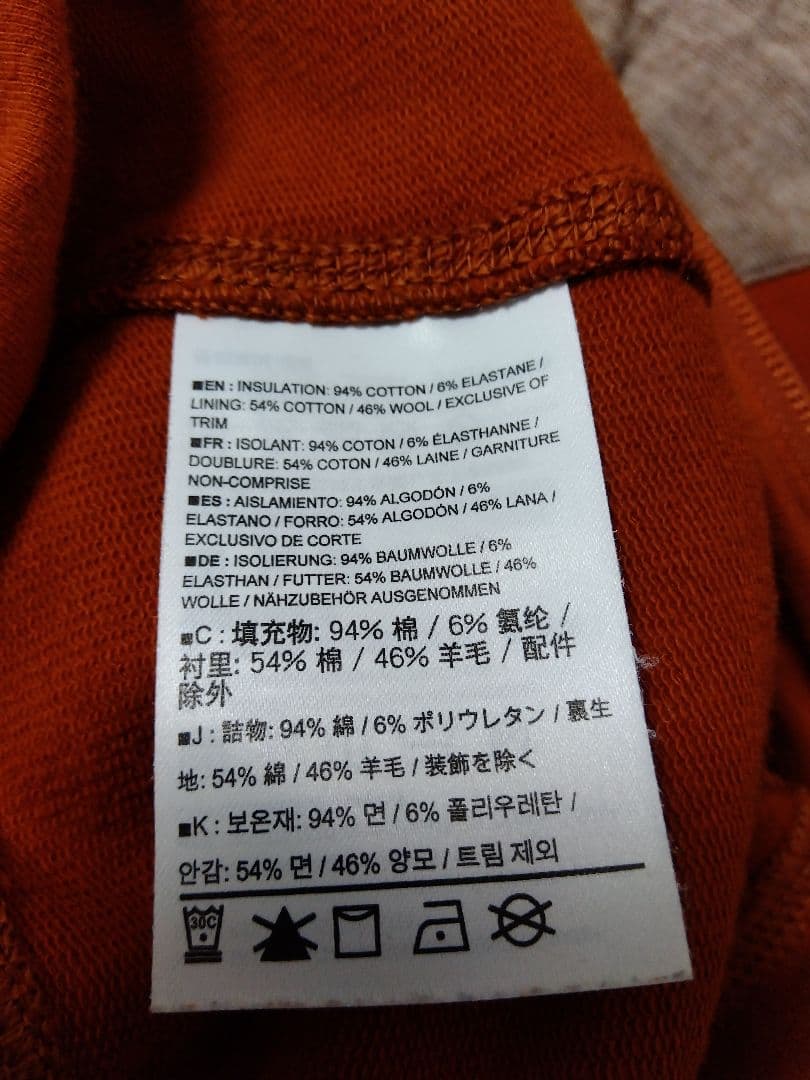 ■EN : INSULATION: 94% COTTON / 6% ELASTANE /
LINING: 54% COTTON / 46% WOOL / EXCLUSIVE OF
TRIM
■FR : ISOLANT: 94% COTON / 6% ÉLASTHANNE /
DOUBLURE: 54% COTON / 46% LAINE / GARNITURE
NON-COMPRISE
■ES : AISLAMIENTO: 94% ALGODÓN / 6%
ELASTANO / FORRO: 54% ALGODÓN / 46% LANA /
EXCLUSIVO DE CORTE
■DE : ISOLIERUNG: 94% BAUMWOLLE / 6%
ELASTHAN / FUTTER: 54% BAUMWOLLE / 46%
WOLLE / NÄHZUBEHÖR AUSGENOMMEN
■C : 填充物: 94% 棉 / 6% 氨纶 /
衬里: 54% 棉 / 46% 羊毛 / 配件
除外
■J : 詰物: 94% 綿 / 6% ポリウレタン / 裏生
地: 54% 綿 / 46% 羊毛 / 装飾を除く
■K : 보온재: 94% 면 / 6% 폴리우레탄 /
안감: 54% 면 / 46% 양모 / 트림 제외
30C